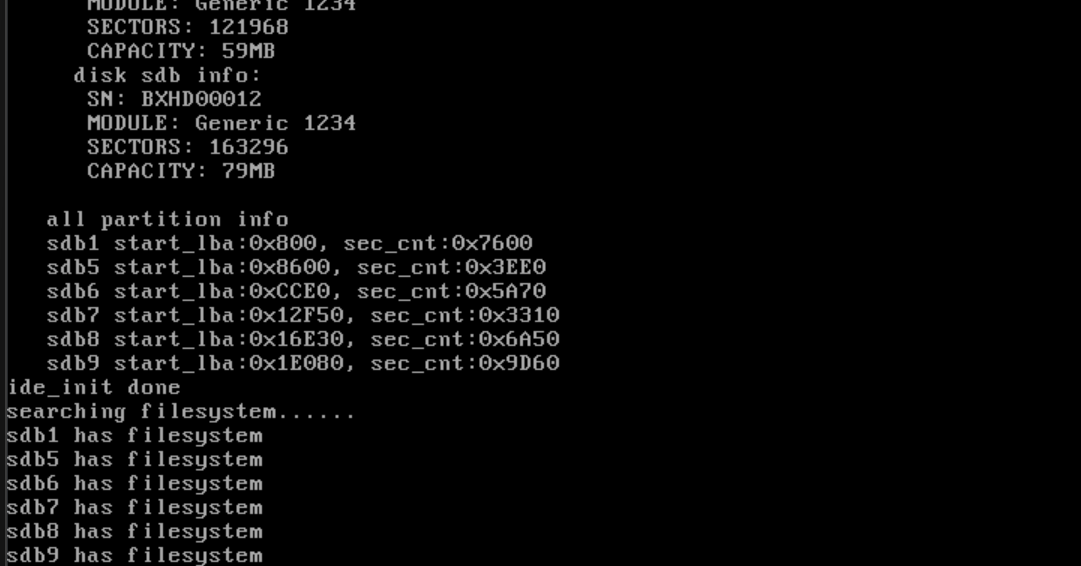 MODULE: Generic 1234
SECTORS: 121968
CAPACITY: 59MB
disk sdb info:
SN: BXHD00012
MODULE: Generic 1234
SECTORS: 163296
CAPACITY: 79MB
all partition info
sdb1 start_lba:0x800, sec_cnt:0x7600
sdb5 start_lba:0x8600, sec_cnt:0x3EE0
sdb6 start_lba:0xCCE0, sec_cnt:0x5A70
sdb7 start_lba:0x12F50, sec_cnt:0x3310
sdb8 start_lba:0x16E30, sec_cnt:0x6A50
sdb9 start_lba:0x1E080, sec_cnt:0x9D60
ide_init done
searching filesystem......
sdb1 has filesystem
sdb5 has filesystem
sdb6 has filesystem
sdb7 has filesystem
sdb8 has filesystem
sdb9 has filesystem